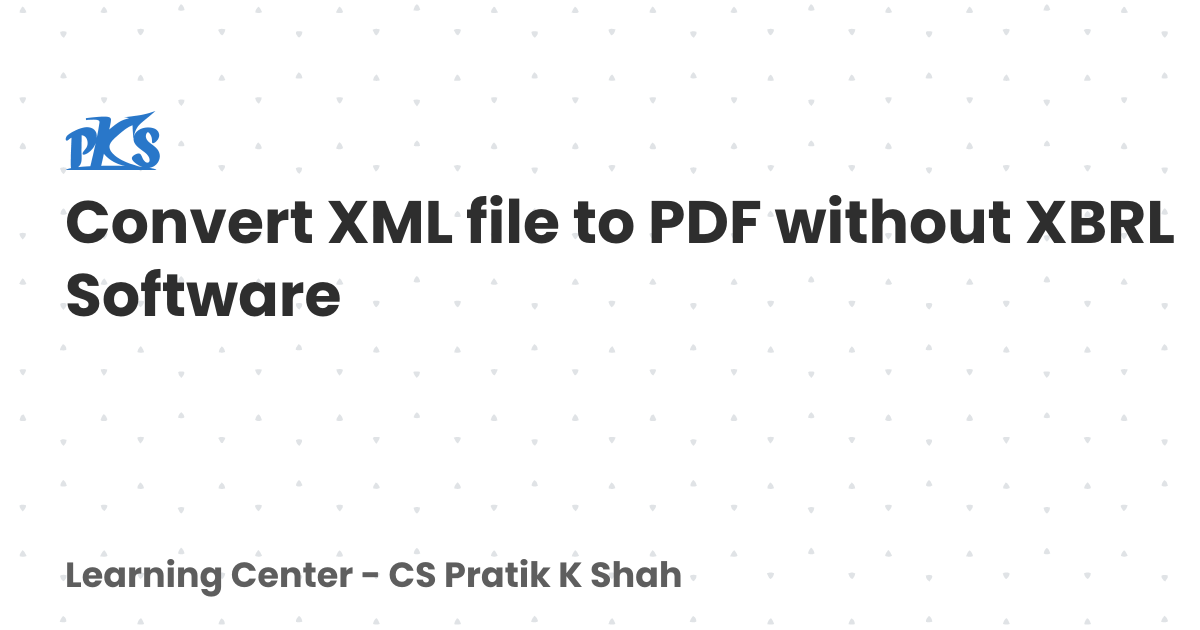 PKS
Convert XML file to PDF without XBRL
Software
Learning Center - CS Pratik K Shah